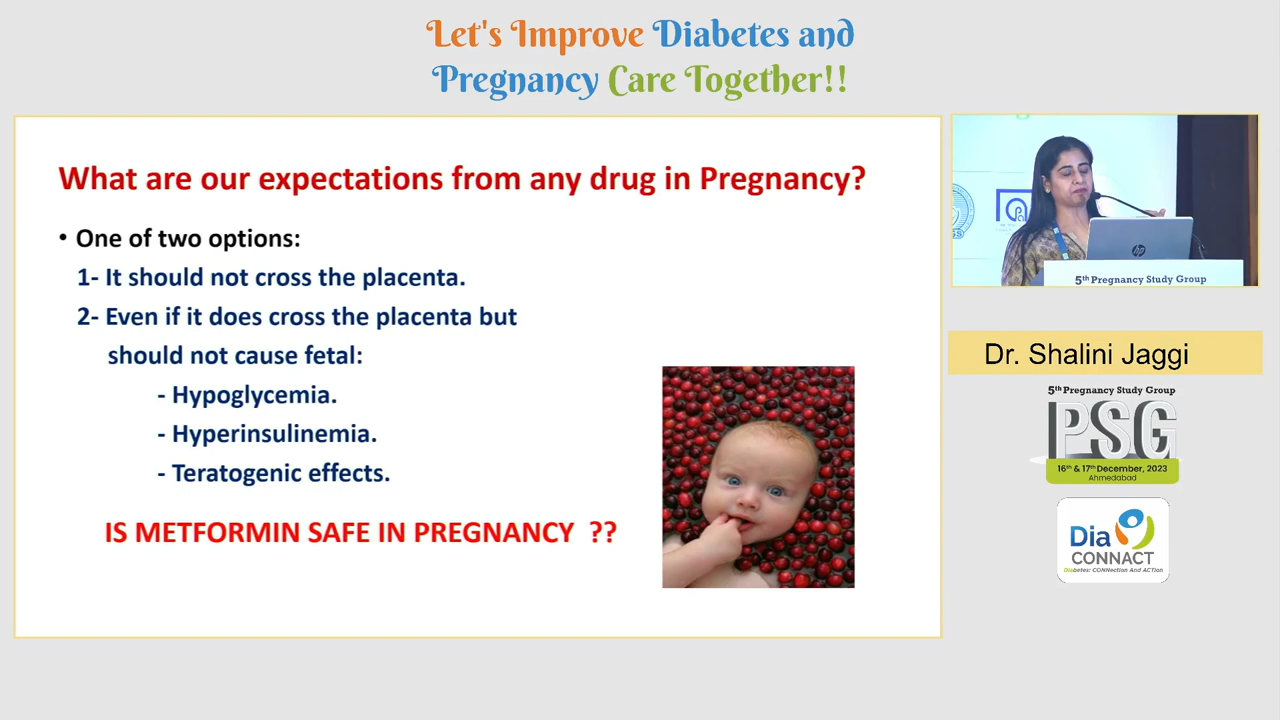 Let's Improve Diabetes and
Pregnancy Care Together!!
What are our expectations from any drug in Pregnancy?
• One of two options:
1- It should not cross the placenta.
2- Even if it does cross the placenta but
should not cause fetal:
- Hypoglycemia.
- Hyperinsulinemia.
- Teratogenic effects.
IS METFORMIN SAFE IN PREGNANCY ??
hp
5th Pregnancy Study Group
Dr. Shalini Jaggi
5th Pregnancy Study Group
PSG
16th & 17th December, 2023
Ahmedabad
Dia
CONNACT
Diabetes: CONNection And ACTion